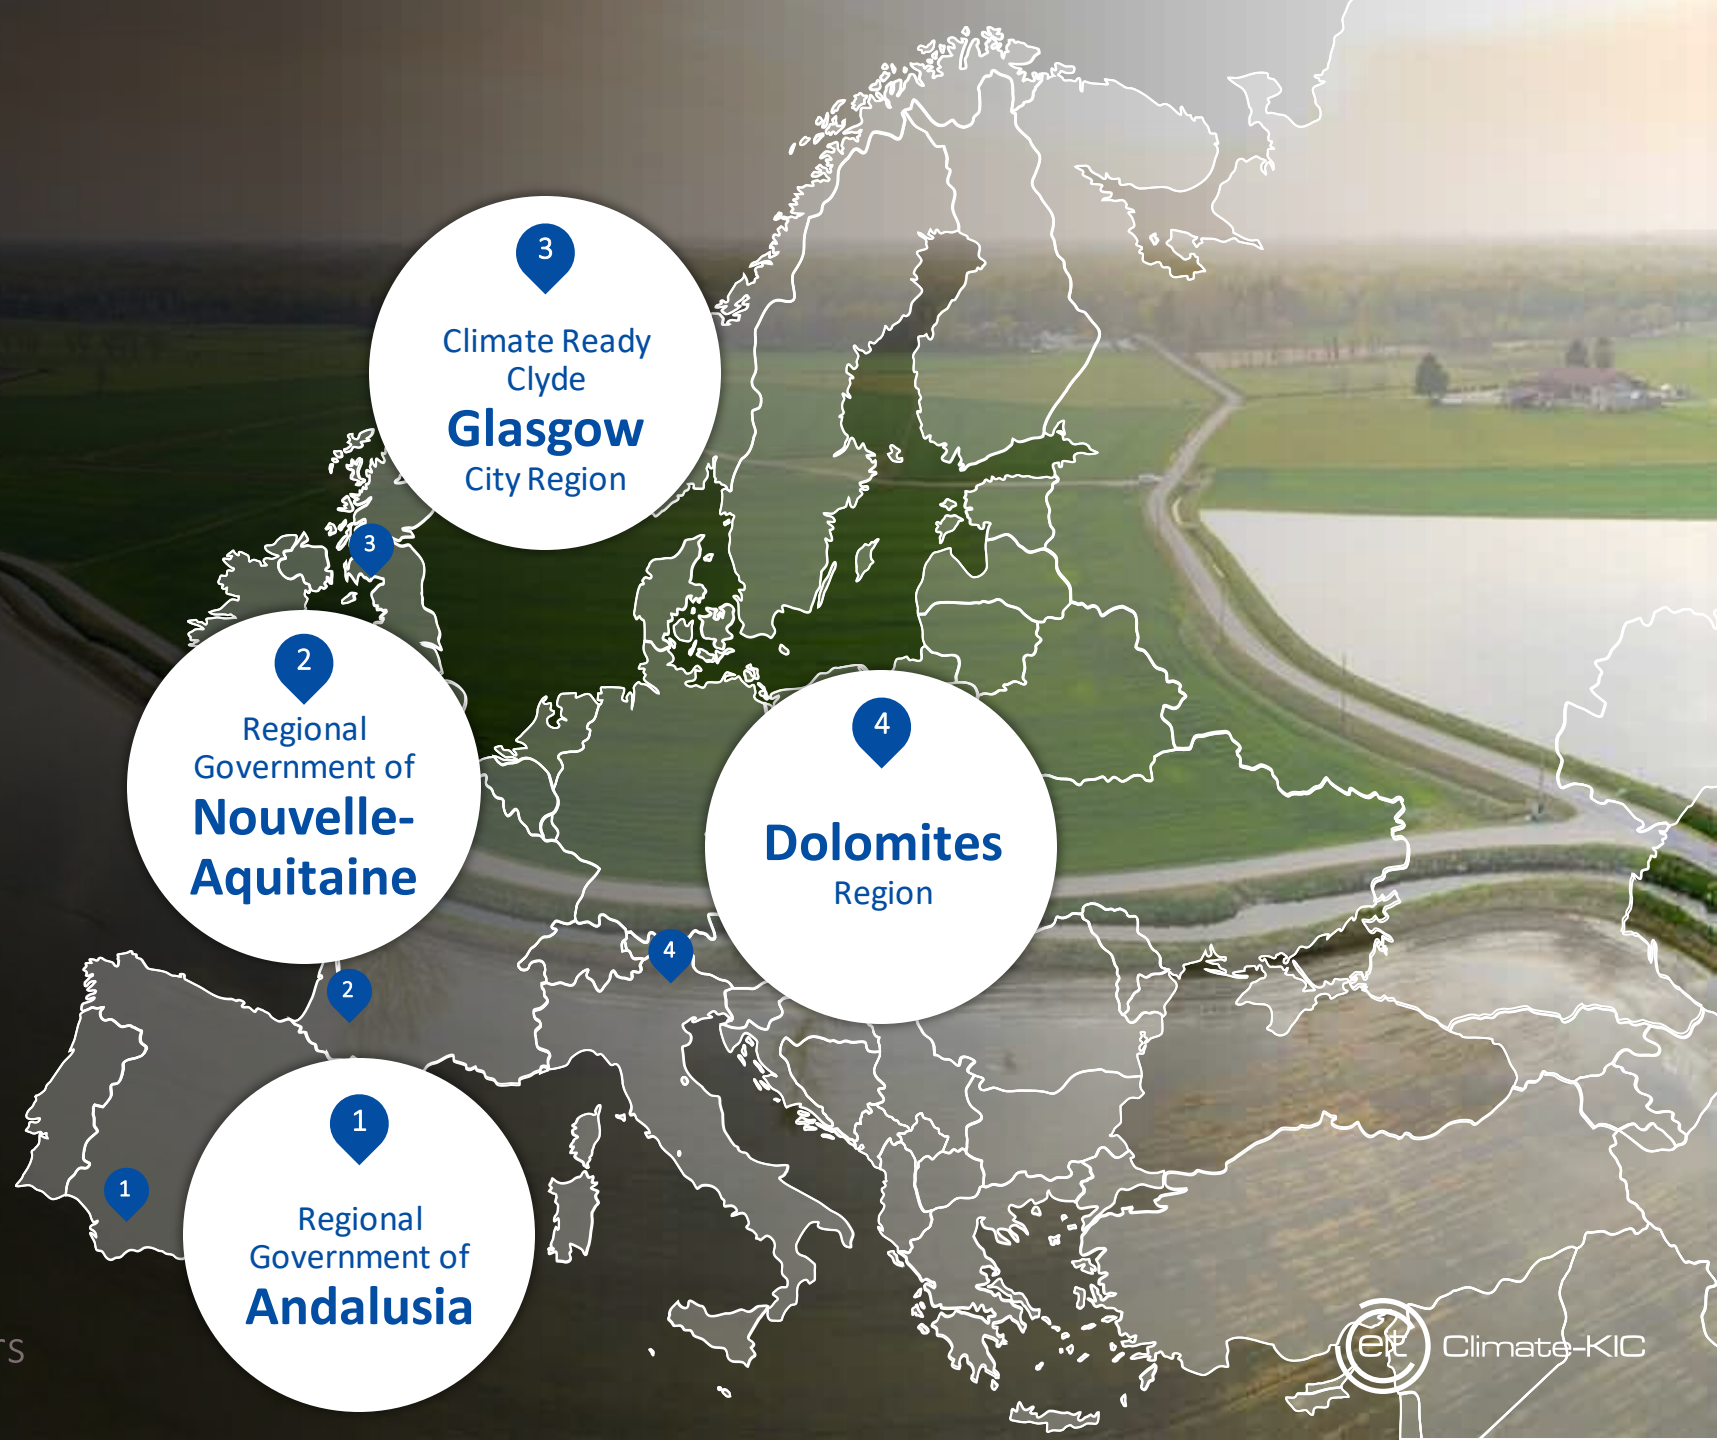 3
Climate Ready
Clyde
Glasgow
City Region
3
2
Regional
Government of
Nouvelle-
Aquitaine
4
Dolomites
Region
4
2
1
Regional
Government of
Andalusia
1
eit Climate-KIC